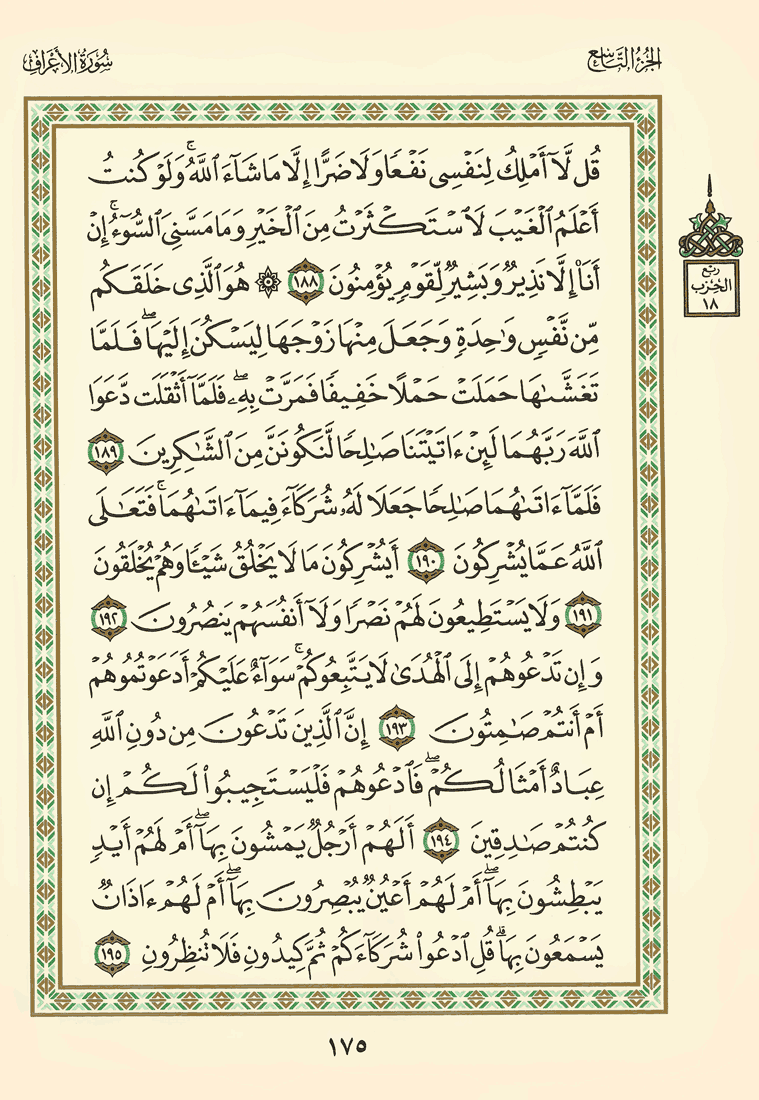 الجزء التاسع
سورة الأعراف
قُل لَّآ أَمۡلِكُ لِنَفۡسِي نَفۡعٗا وَلَا ضَرًّا إِلَّا مَا شَآءَ ٱللَّهُۚ وَلَوۡ كُنتُ
أَعۡلَمُ ٱلۡغَيۡبَ لَٱسۡتَكۡثَرۡتُ مِنَ ٱلۡخَيۡرِ وَمَا مَسَّنِيَ ٱلسُّوٓءُۚ إِنۡ
أَنَا۠ إِلَّا نَذِيرٞ وَبَشِيرٞ لِّقَوۡمٖ يُؤۡمِنُونَ ١٨٨ ۞ هُوَ ٱلَّذِي خَلَقَكُم
مِّن نَّفۡسٖ وَٰحِدَةٖ وَجَعَلَ مِنۡهَا زَوۡجَهَا لِيَسۡكُنَ إِلَيۡهَاۖ فَلَمَّا
تَغَشَّىٰهَا حَمَلَتۡ حَمۡلًا خَفِيفٗا فَمَرَّتۡ بِهِۦۖ فَلَمَّآ أَثۡقَلَت دَّعَوَا
ٱللَّهَ رَبَّهُمَا لَئِنۡ ءَاتَيۡتَنَا صَٰلِحٗا لَّنَكُونَنَّ مِنَ ٱلشَّٰكِرِينَ ١٨٩
فَلَمَّآ ءَاتَىٰهُمَا صَٰلِحٗا جَعَلَا لَهُۥ شُرَكَآءَ فِيمَآ ءَاتَىٰهُمَاۚ فَتَعَٰلَى
ٱللَّهُ عَمَّا يُشۡرِكُونَ ١٩٠ أَيُشۡرِكُونَ مَا لَا يَخۡلُقُ شَيۡـٔٗا وَهُمۡ يُخۡلَقُونَ
١٩١ وَلَا يَسۡتَطِيعُونَ لَهُمۡ نَصۡرٗا وَلَآ أَنفُسَهُمۡ يَنصُرُونَ ١٩٢
وَإِن تَدۡعُوهُمۡ إِلَى ٱلۡهُدَىٰ لَا يَتَّبِعُوكُمۡۚ سَوَآءٌ عَلَيۡكُمۡ أَدَعَوۡتُمُوهُمۡ
أَمۡ أَنتُمۡ صَٰمِتُونَ ١٩٣ إِنَّ ٱلَّذِينَ تَدۡعُونَ مِن دُونِ ٱللَّهِ
عِبَادٌ أَمۡثَالُكُمۡۖ فَٱدۡعُوهُمۡ فَلۡيَسۡتَجِيبُواْ لَكُمۡ إِن
كُنتُمۡ صَٰدِقِينَ ١٩٤ أَلَهُمۡ أَرۡجُلٞ يَمۡشُونَ بِهَآۖ أَمۡ لَهُمۡ أَيۡدٖ
يَبۡطِشُونَ بِهَآۖ أَمۡ لَهُمۡ أَعۡيُنٞ يُبۡصِرُونَ بِهَآۖ أَمۡ لَهُمۡ ءَاذَانٞ
يَسۡمَعُونَ بِهَاۗ قُلِ ٱدۡعُواْ شُرَكَآءَكُمۡ ثُمَّ كِيدُونِ فَلَا تُنظِرُونِ ١٩٥
ربع
الحزب
١٨
١٧٥